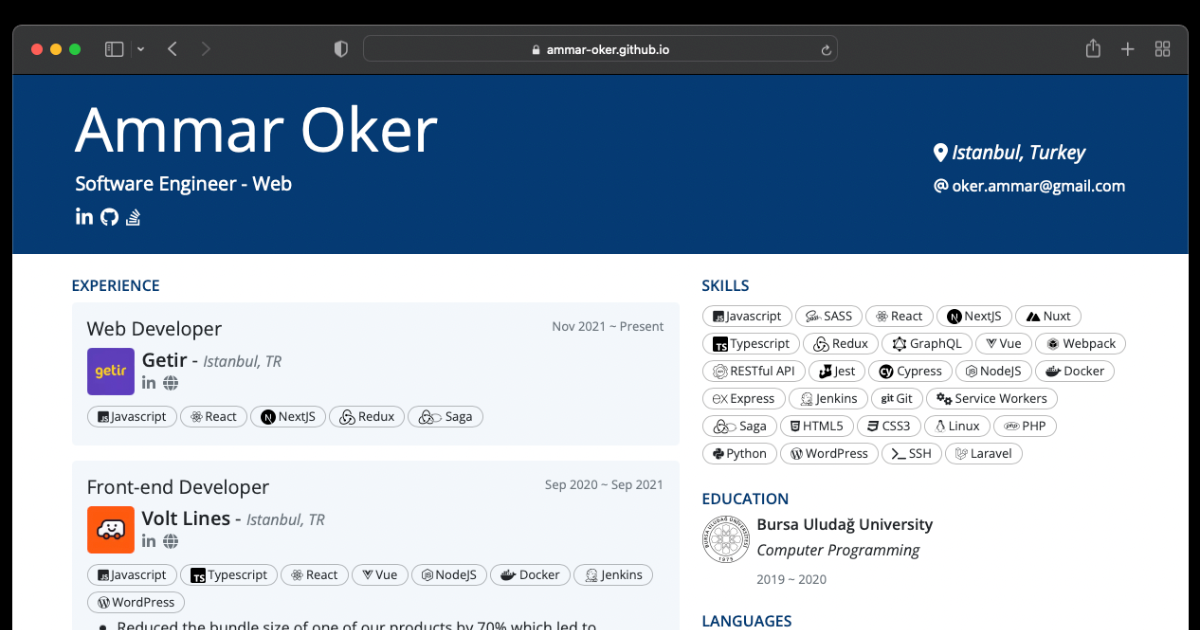 ammar-oker.github.io
Ammar Oker
Software Engineer - Web
Istanbul, Turkey
@ oker.ammar@gmail.com
EXPERIENCE
Web Developer
Nov 2021 ~ Present
getir
Getir - Istanbul, TR
Javascript React NextJS Redux Saga
Front-end Developer
Sep 2020 ~ Sep 2021
Volt Lines - Istanbul, TR
Javascript Typescript React Vue NodeJS Docker Jenkins
WordPress
Reduced the bundle size of one of our products by 70% which led to
SKILLS
Javascript SASS React NextJS Nuxt
Typescript Redux GraphQL Vue Webpack
RESTful API Jest Cypress NodeJS Docker
Express Jenkins git Git Service Workers
Saga HTML5 CSS3 Linux PHP
Python WordPress SSH Laravel
EDUCATION
Bursa Uludağ University
Computer Programming
2019 ~ 2020
LANGUAGES